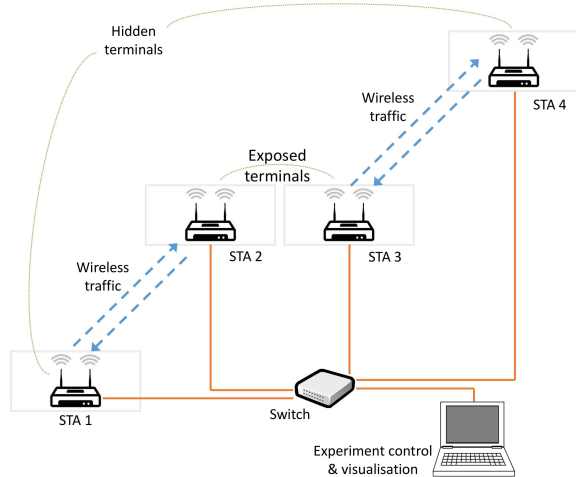 Hidden
terminals
STA 4
Wireless
traffic
Exposed
terminals
STA 2
STA 3
Wireless
traffic
STA 1
Switch
Experiment control
& visualisation